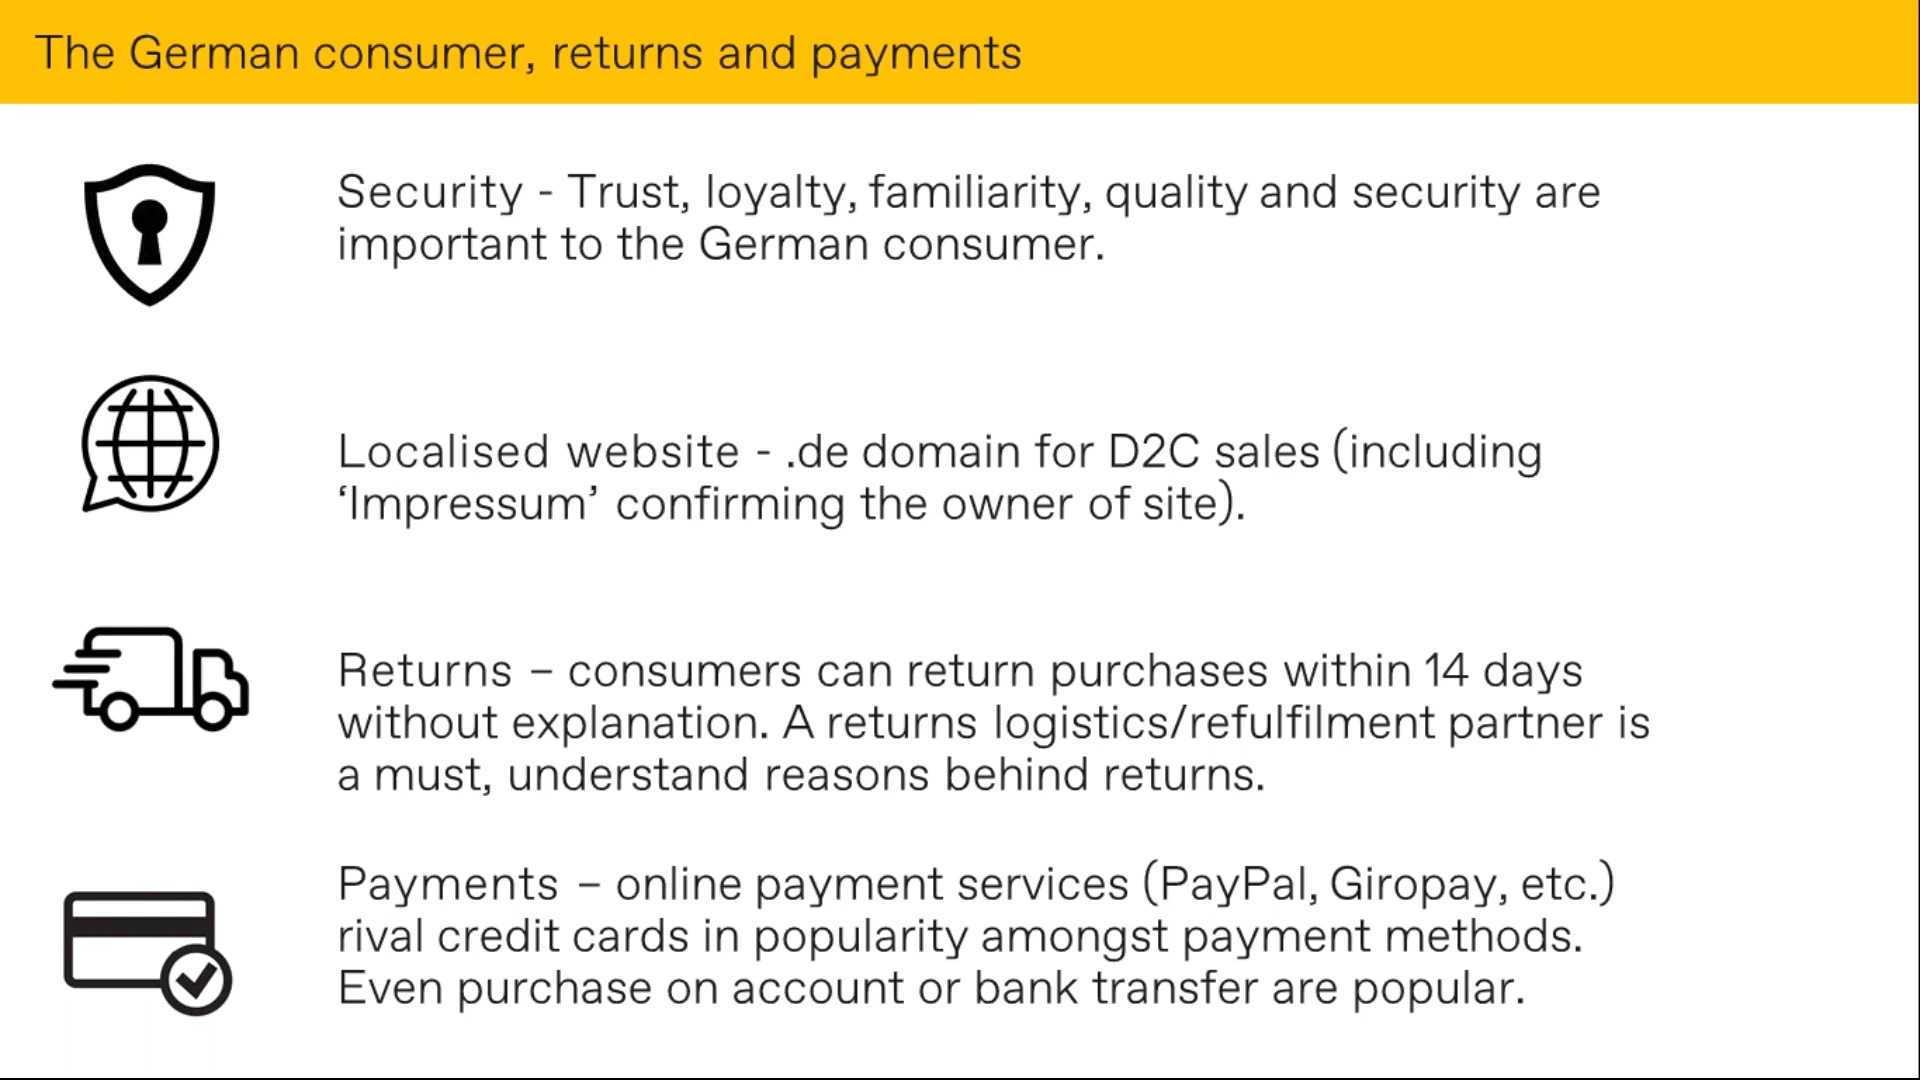 The German consumer, returns and payments
Security - Trust, loyalty, familiarity, quality and security are
important to the German consumer.
Localised website - .de domain for D2C sales (including
‘Impressum’ confirming the owner of site).
Returns – consumers can return purchases within 14 days
without explanation. A returns logistics/refulfilment partner is
a must, understand reasons behind returns.
Payments – online payment services (PayPal, Giropay, etc.)
rival credit cards in popularity amongst payment methods.
Even purchase on account or bank transfer are popular.